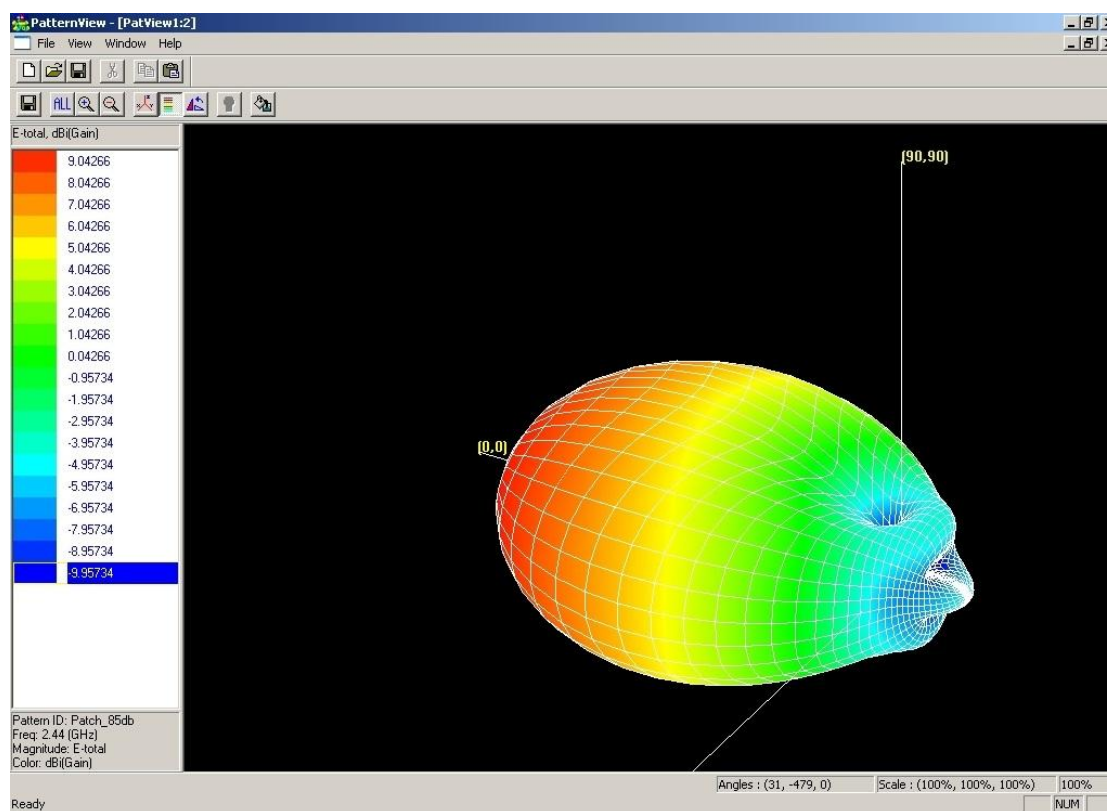 PatternView - [PatView1:2]
File View Window Help
ALL
E-total, dBi(Gain)
9.04266
8.04266
7.04266
6.04266
5.04266
4.04266
3.04266
2.04266
1.04266
0.04266
-0.95734
-1.95734
-2.95734
-3.95734
-4.95734
-5.95734
-6.95734
-7.95734
-8.95734
-9.95734
(90,90)
(0,0)
Pattern ID: Patch_85db
Freq: 2.44 (GHz)
Magnitude: E-total
Color: dBi(Gain)
Angles : (31, -479, 0) Scale : (100%, 100%, 100%) 100%
Ready NUM